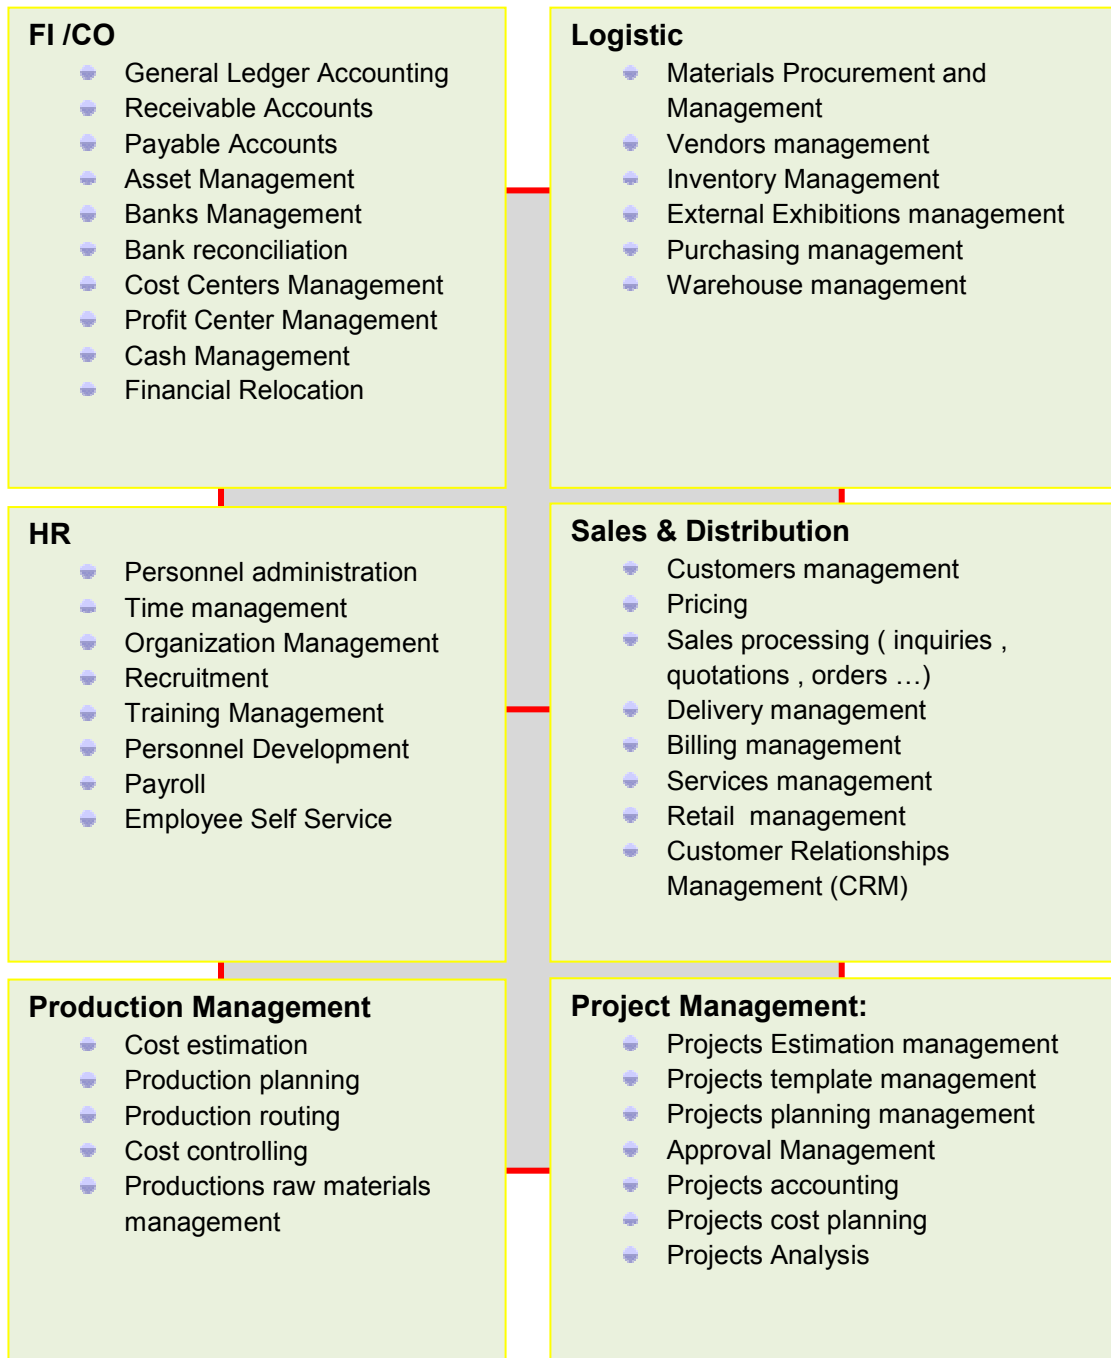 FI /CO
General Ledger Accounting
Receivable Accounts
Payable Accounts
Asset Management
Banks Management
Bank reconciliation
Cost Centers Management
Profit Center Management
Cash Management
Financial Relocation
Logistic
Materials Procurement and
Management
Vendors management
Inventory Management
External Exhibitions management
Purchasing management
Warehouse management
HR
Personnel administration
Time management
Organization Management
Recruitment
Training Management
Personnel Development
Payroll
Employee Self Service
Sales & Distribution
Customers management
Pricing
Sales processing ( inquiries ,
quotations , orders …)
Delivery management
Billing management
Services management
Retail  management
Customer Relationships
Management (CRM)
Production Management
Cost estimation
Production planning
Production routing
Cost controlling
Productions raw materials
management
Project Management:
Projects Estimation management
Projects template management
Projects planning management
Approval Management
Projects accounting
Projects cost planning
Projects Analysis